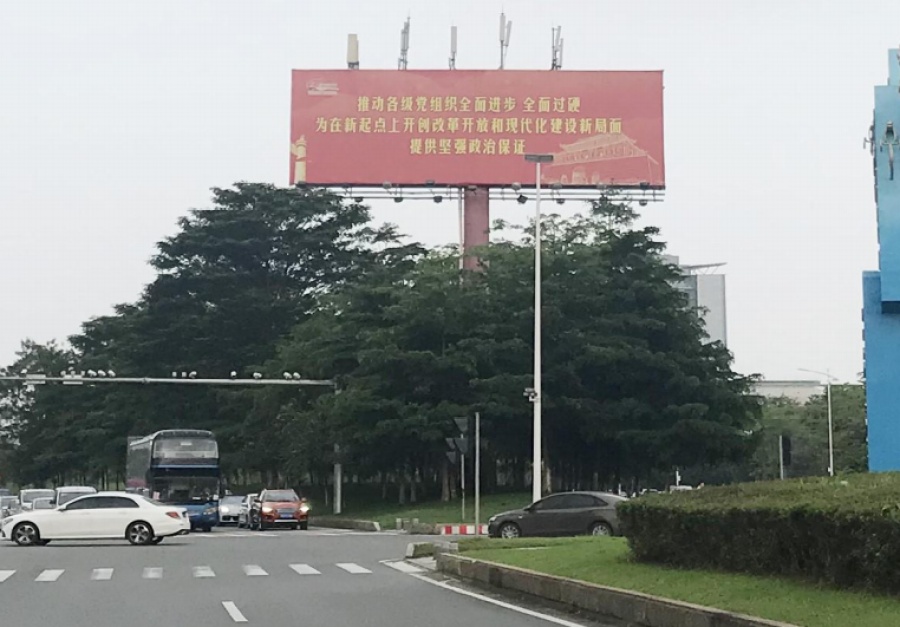 推动各级党组织全面进步 全面过硬
为在新起点上开创改革开放和现代化建设新局面
提供坚强政治保证